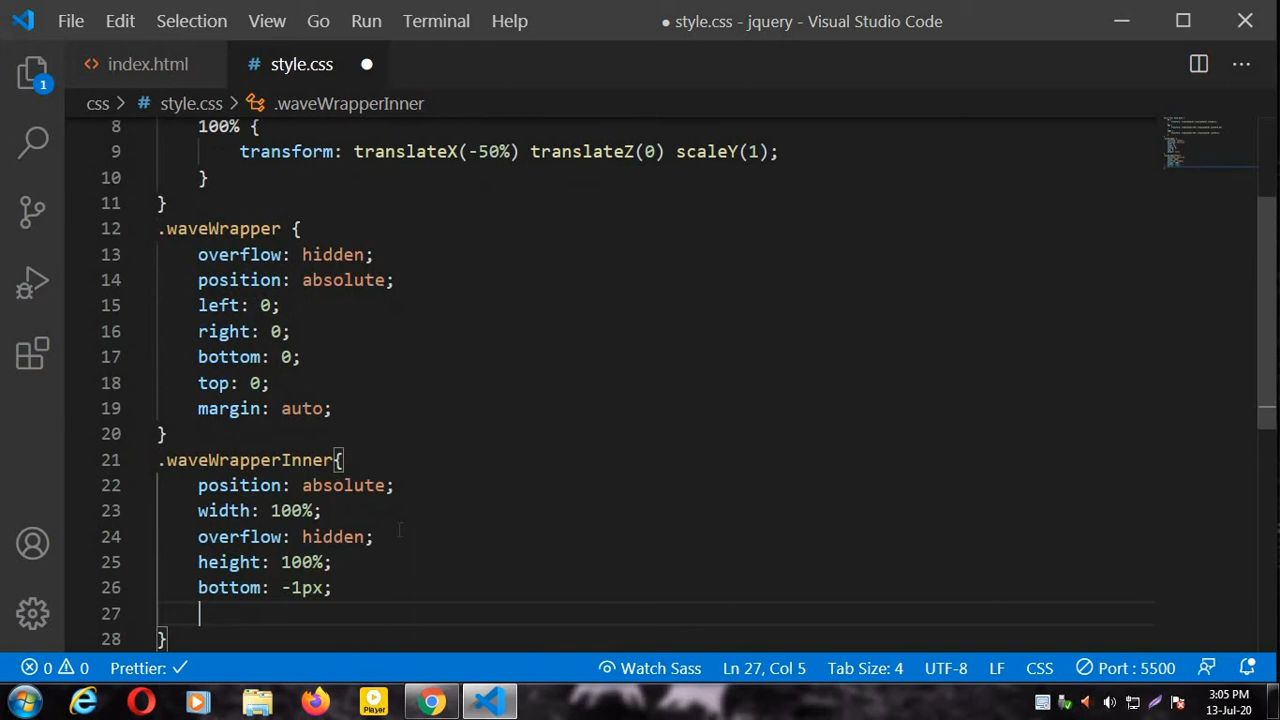 File Edit Selection View Go Run Terminal Help ● style.css - jquery - Visual Studio Code
<> index.html # style.css ●
css > # style.css > .waveWrapperInner
1
8 100% {
9 transform: translateX(-50%) translateZ(0) scaleY(1);
10 }
11 }
12 .waveWrapper {
13 overflow: hidden;
14 position: absolute;
15 left: 0;
16 right: 0;
17 bottom: 0;
18 top: 0;
19 margin: auto;
20 }
21 .waveWrapperInner{
22 position: absolute;
23 width: 100%;
24 overflow: hidden;
25 height: 100%;
26 bottom: -1px;
27
28 }
0 0 Prettier: ✓ Watch Sass Ln 27, Col 5 Tab Size: 4 UTF-8 LF CSS Port : 5500
Player
3:05 PM
13-Jul-20